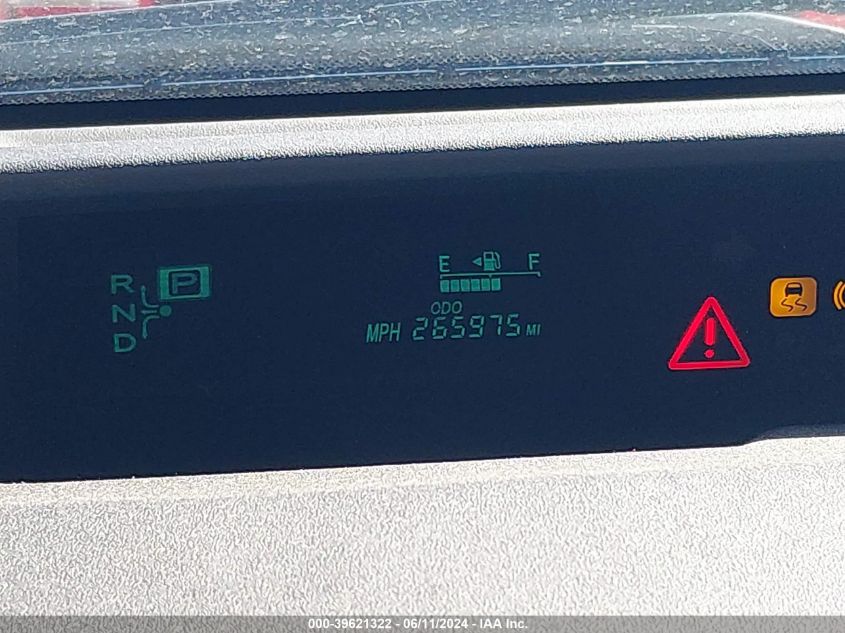 R P
N
D
E F
ODO
MPH 265975 MI
000-39621322 - 06/11/2024 - IAA Inc.